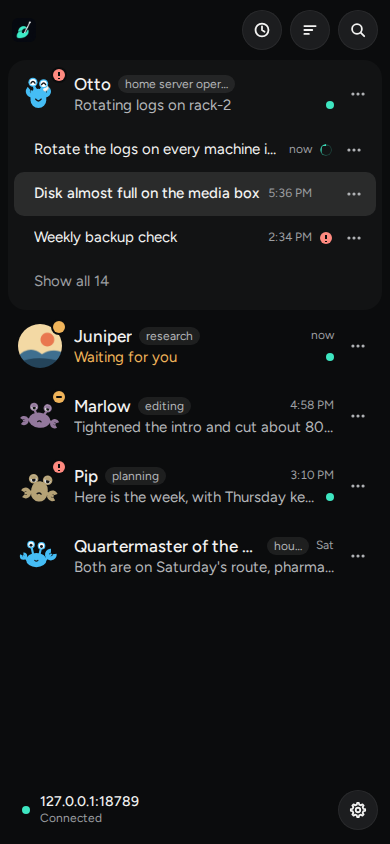 Otto home server oper...
Rotating logs on rack-2
Rotate the logs on every machine i... now
Disk almost full on the media box 5:36 PM
Weekly backup check 2:34 PM
Show all 14
Juniper research now
Waiting for you
Marlow editing 4:58 PM
Tightened the intro and cut about 80...
Pip planning 3:10 PM
Here is the week, with Thursday ke...
Quartermaster of the ... hou... Sat
Both are on Saturday's route, pharma...
127.0.0.1:18789
Connected